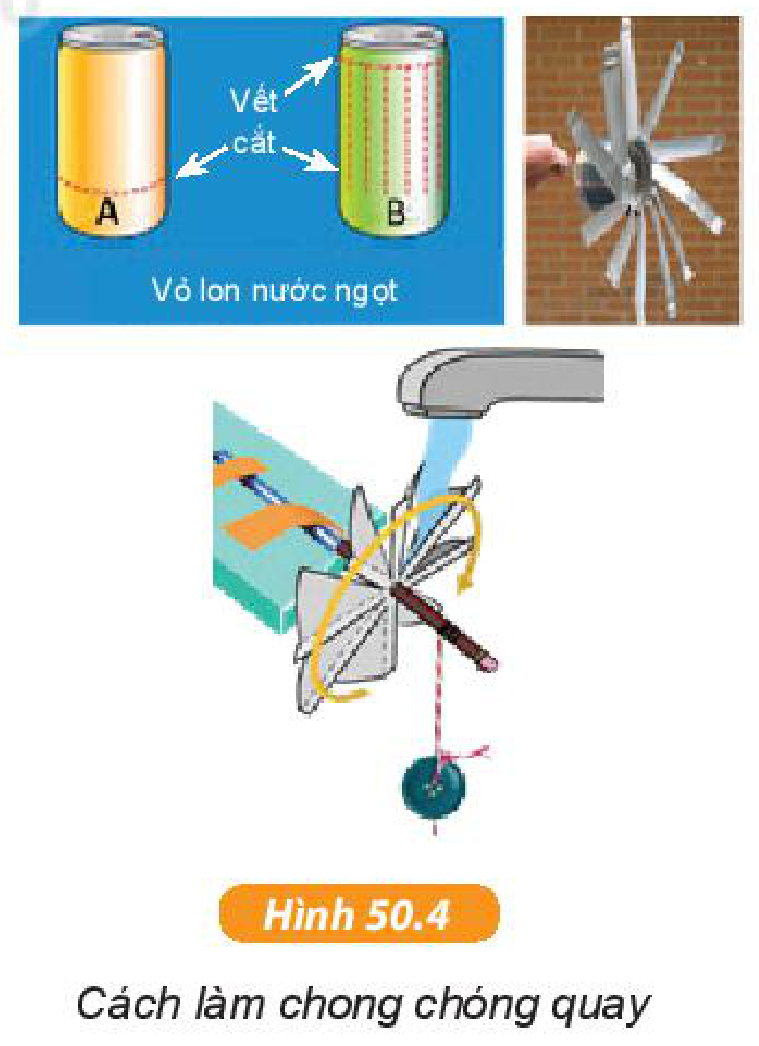 Vết
cắt
A
B
Vỏ lon nước ngọt
Hình 50.4
Cách làm chong chóng quay